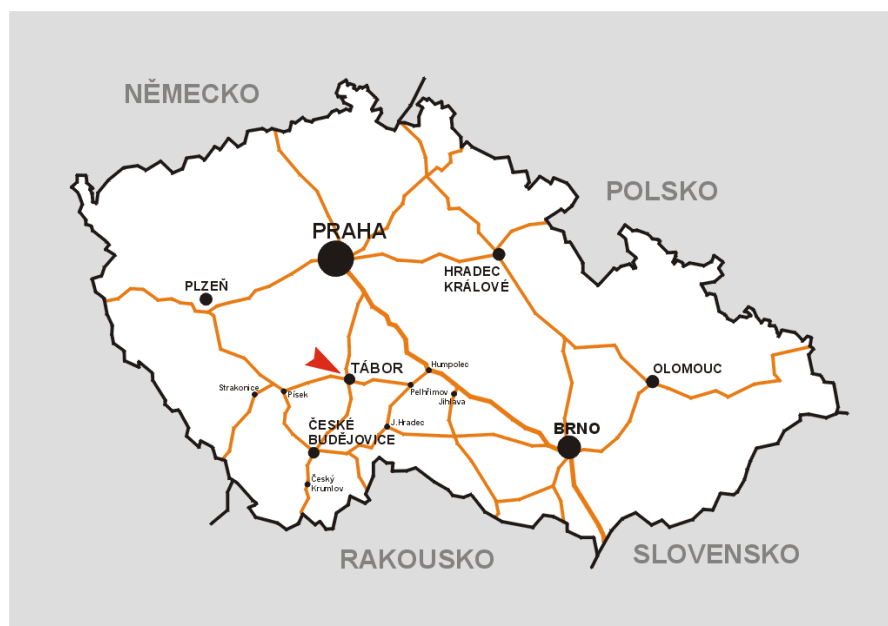 NĚMECKO
POLSKO
PRAHA
HRADEC
KRÁLOVÉ
PLZEŇ
Humpolec
TÁBOR
OLOMOUC
Strakonice
Písek
Pelhřimov
Jihlava
J.Hradec
ČESKÉ
BUDĚJOVICE
BRNO
Český
Krumlov
RAKOUSKO
SLOVENSKO